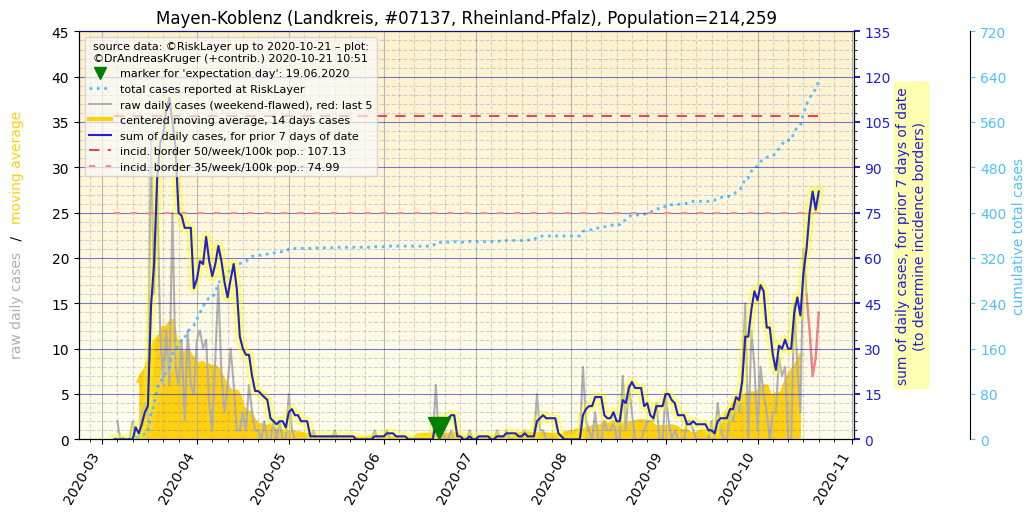 Mayen-Koblenz (Landkreis, #07137, Rheinland-Pfalz), Population=214,259
source data: ©RiskLayer up to 2020-10-21 – plot:
©DrAndreasKruger (+contrib.) 2020-10-21 10:51
marker for 'expectation day': 19.06.2020
total cases reported at RiskLayer
raw daily cases (weekend-flawed), red: last 5
centered moving average, 14 days cases
sum of daily cases, for prior 7 days of date
incid. border 50/week/100k pop.: 107.13
incid. border 35/week/100k pop.: 74.99
raw daily cases / moving average
45
40
35
30
25
20
15
10
5
0
135
120
105
90
75
60
45
30
15
0
sum of daily cases, for prior 7 days of date
(to determine incidence borders)
720
640
560
480
400
320
240
160
80
0
cumulative total cases
2020-03
2020-04
2020-05
2020-06
2020-07
2020-08
2020-09
2020-10
2020-11